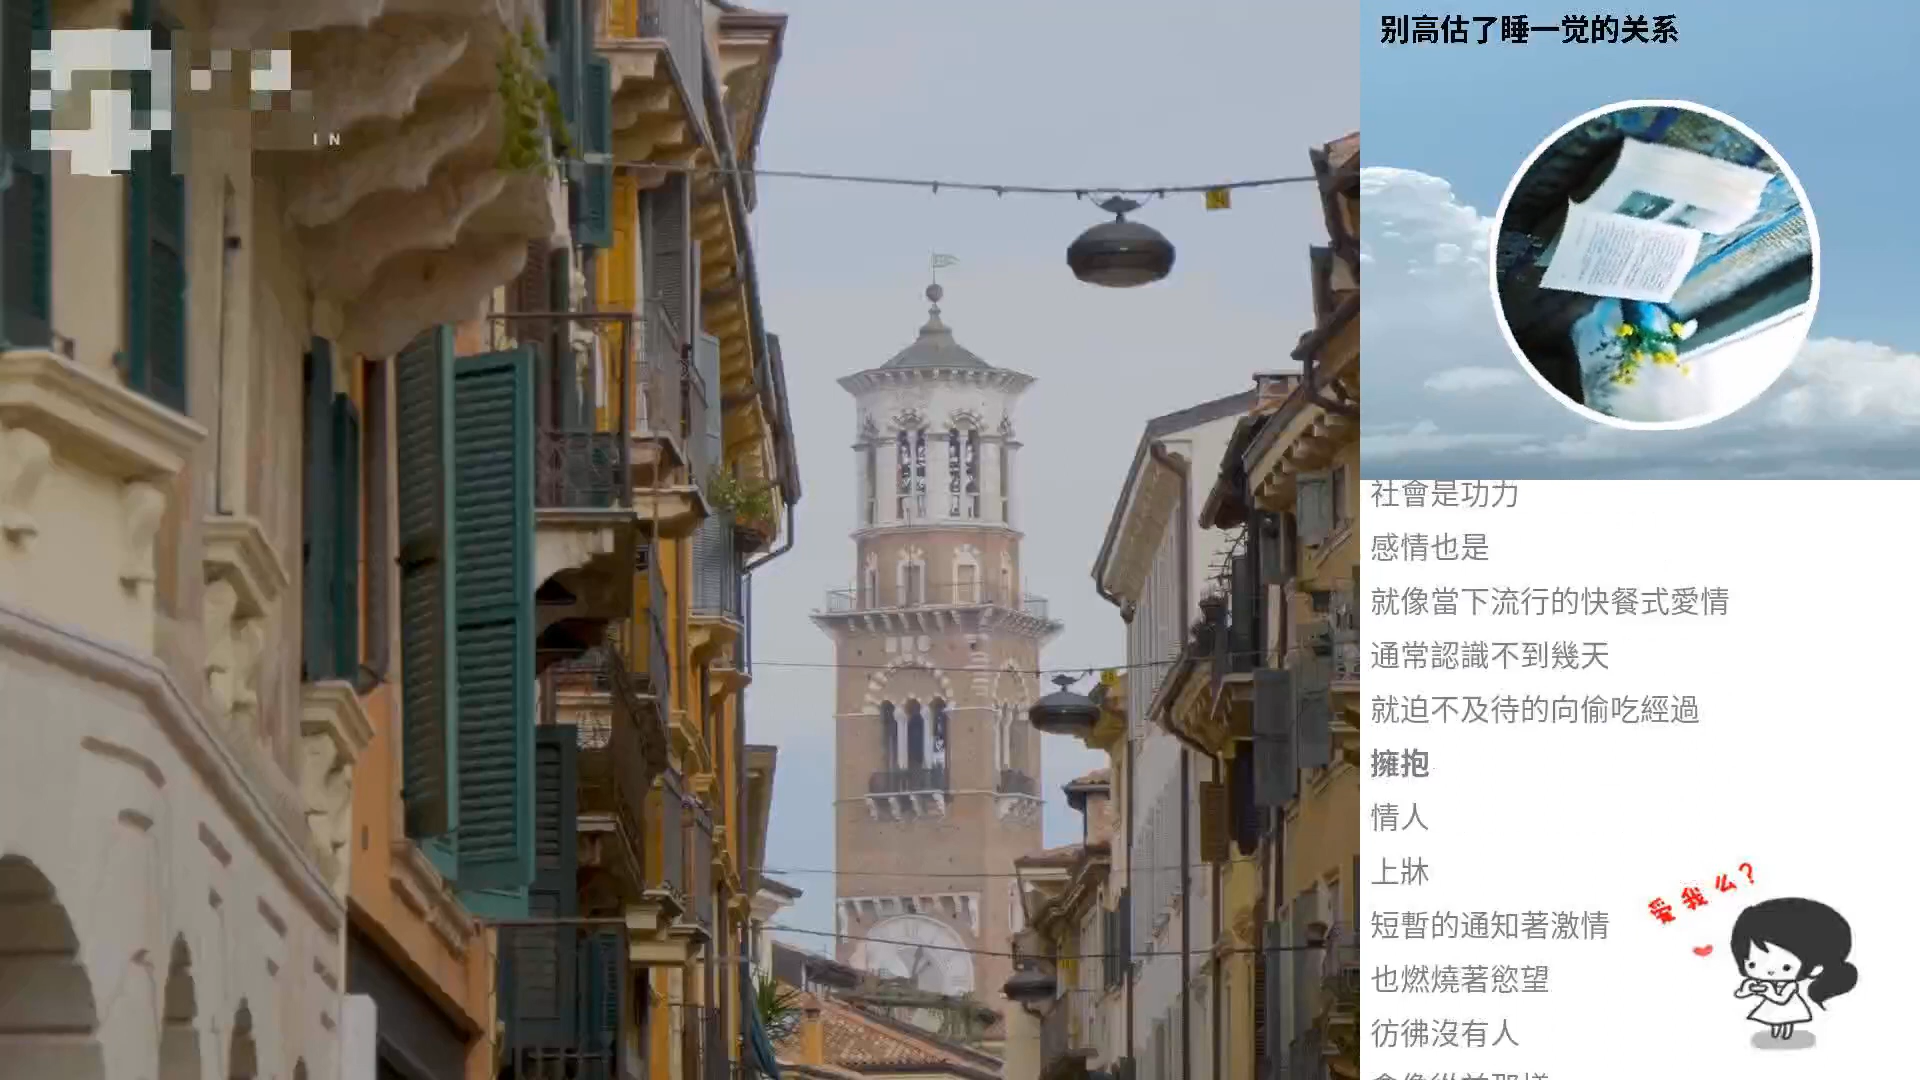 IN
别高估了睡一觉的关系
社會是功力
感情也是
就像當下流行的快餐式愛情
通常認識不到幾天
就迫不及待的向偷吃經過
擁抱
情人
上牀
短暫的通知著激情
也燃燒著慾望
彷彿沒有人
爱我么?